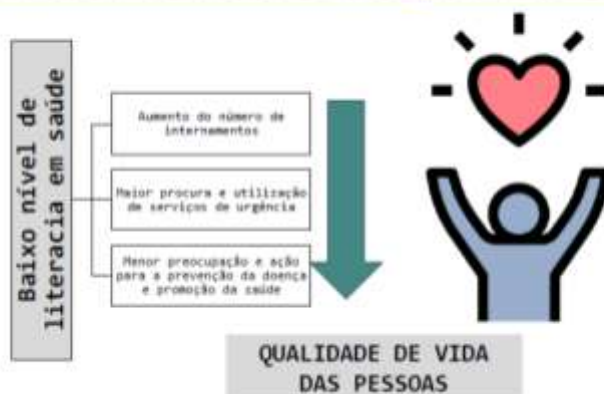 Baixo nível de
literacia em saúde
Aumento do número de
internamentos
Maior procura e utilização
de serviços de urgência
Menor preocupação e ação
para a prevenção da doença
e promoção da saúde
QUALIDADE DE VIDA
DAS PESSOAS